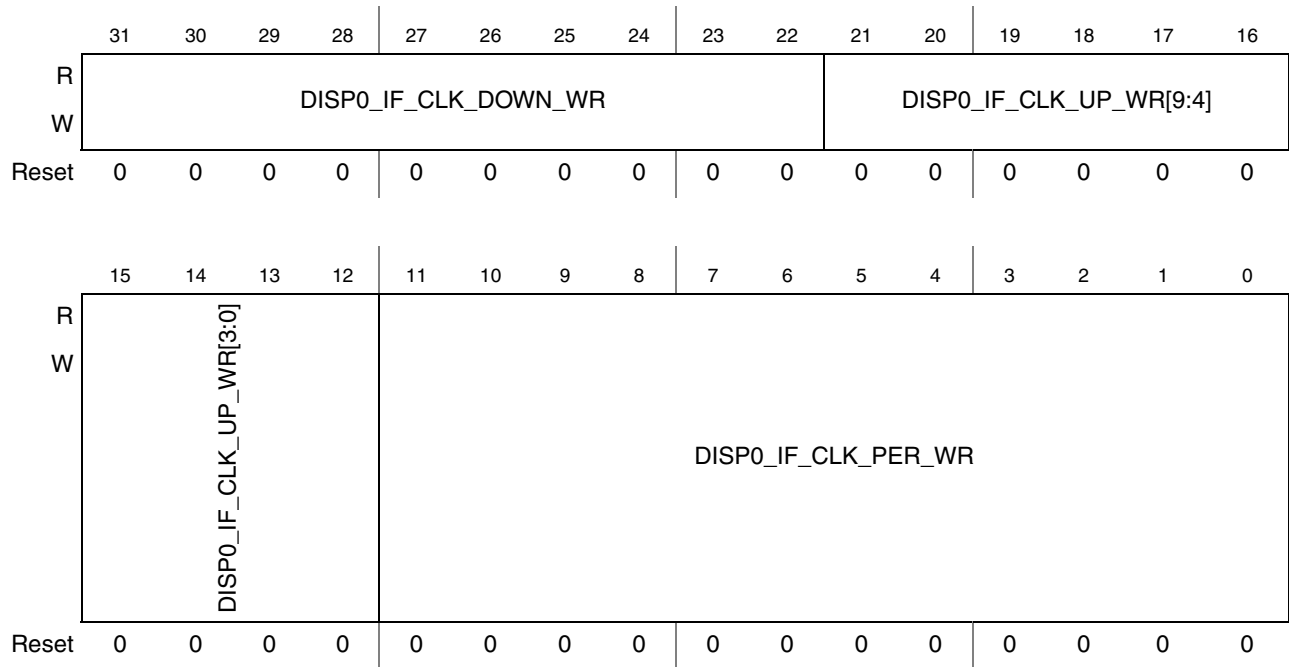 31 30 29 28 27 26 25 24 23 22 21 20 19 18 17 16
R
DISP0_IF_CLK_DOWN_WR DISP0_IF_CLK_UP_WR[9:4]
W
Reset 0 0 0 0 0 0 0 0 0 0 0 0 0 0 0 0
15 14 13 12 11 10 9 8 7 6 5 4 3 2 1 0
R
W
DISP0_IF_CLK_UP_WR[3:0]
DISP0_IF_CLK_PER_WR
Reset 0 0 0 0 0 0 0 0 0 0 0 0 0 0 0 0